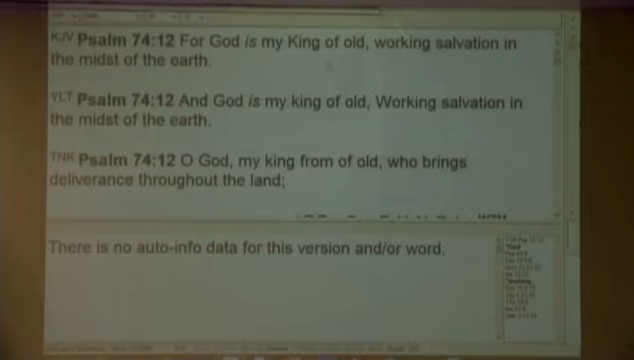 KJV Psalm 74:12 For God is my King of old, working salvation in
the midst of the earth.
YLT Psalm 74:12 And God is my king of old, Working salvation in
the midst of the earth.
TNK Psalm 74:12 O God, my king from of old, who brings
deliverance throughout the land;
There is no auto-info data for this version and/or word.